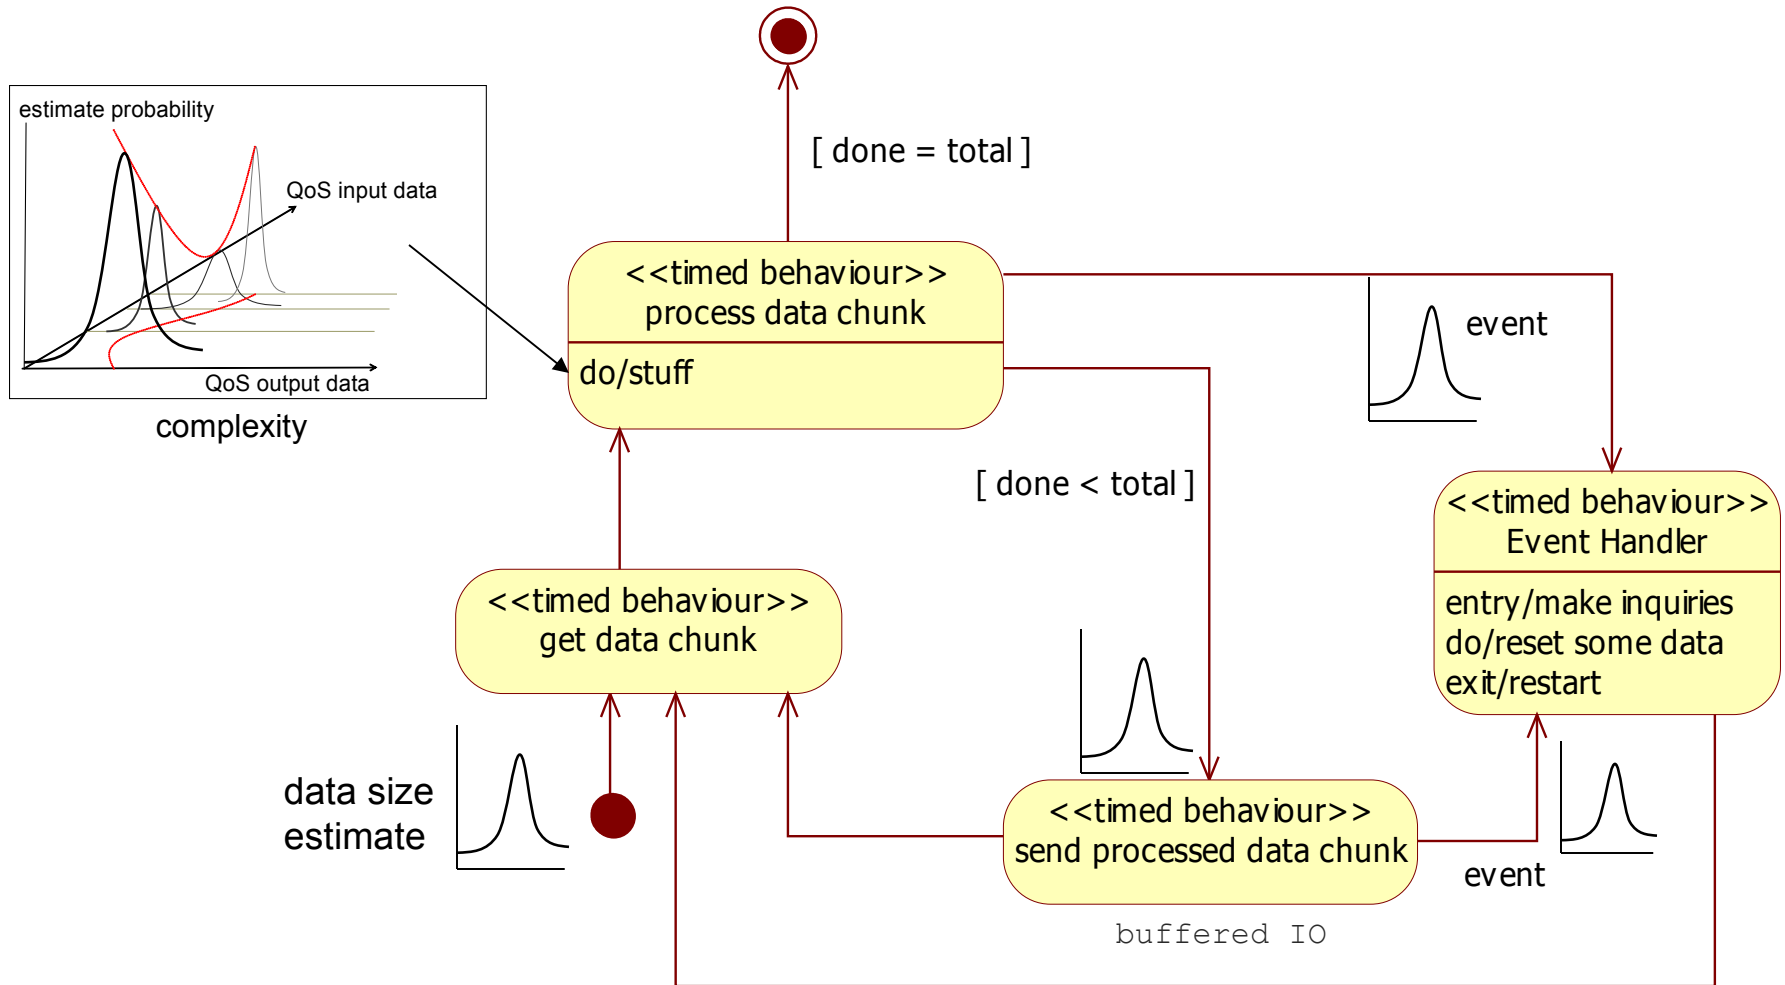 estimate probability
QoS input data
QoS output data
complexity
[ done = total ]
<<timed behaviour>>
process data chunk
do/stuff
event
[ done < total ]
<<timed behaviour>>
Event Handler
entry/make inquiries
do/reset some data
exit/restart
<<timed behaviour>>
get data chunk
data size
estimate
<<timed behaviour>>
send processed data chunk
event
buffered IO